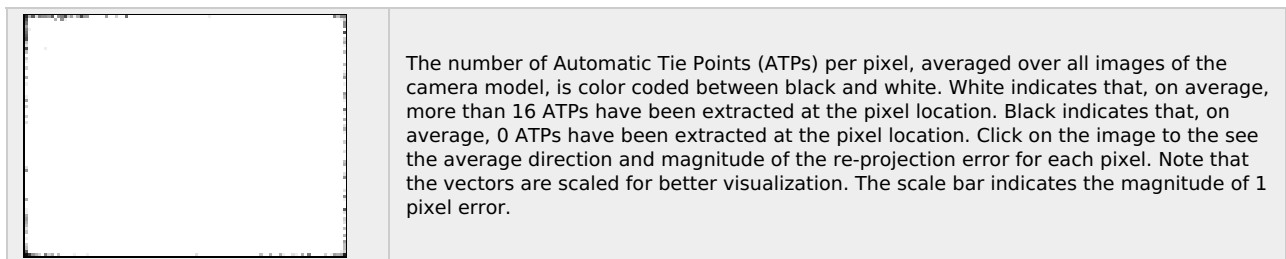 The number of Automatic Tie Points (ATPs) per pixel, averaged over all images of the
camera model, is color coded between black and white. White indicates that, on average,
more than 16 ATPs have been extracted at the pixel location. Black indicates that, on
average, 0 ATPs have been extracted at the pixel location. Click on the image to the see
the average direction and magnitude of the re-projection error for each pixel. Note that
the vectors are scaled for better visualization. The scale bar indicates the magnitude of 1
pixel error.